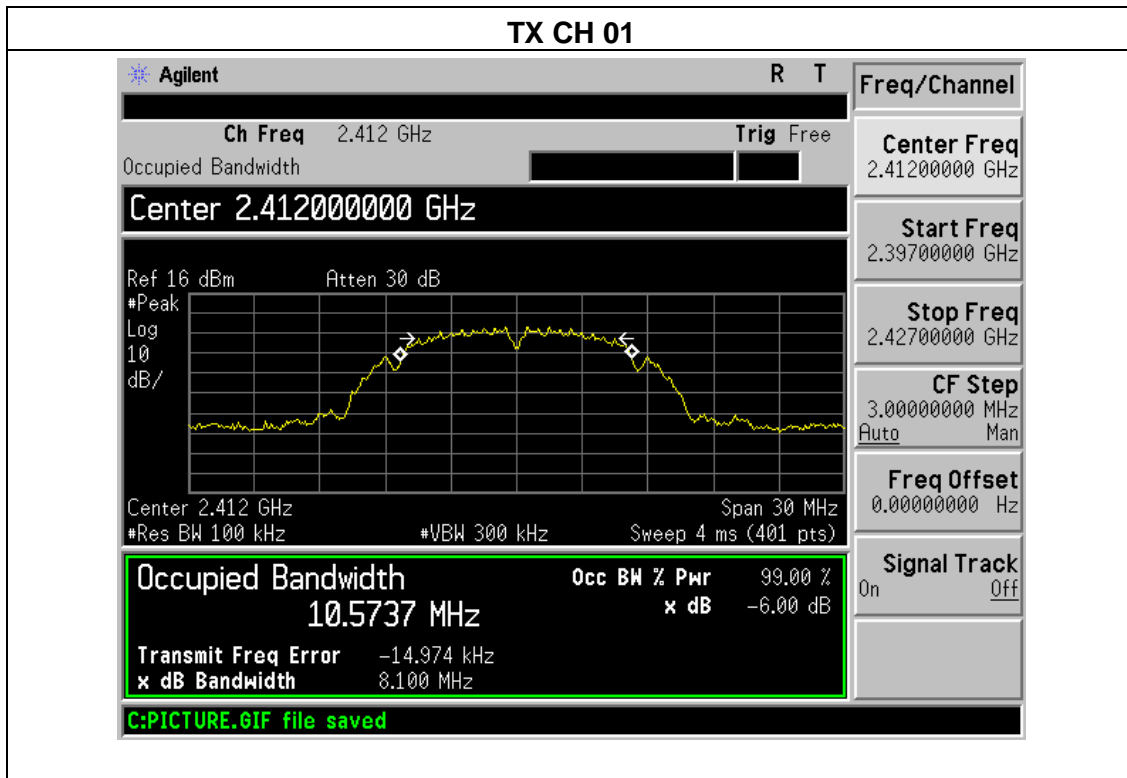 TX CH 01
Agilent R T
Freq/Channel
Ch Freq 2.412 GHz Trig Free
Occupied Bandwidth
Center 2.412000000 GHz
Ref 16 dBm Atten 30 dB
#Peak
Log
10
dB/
Center 2.412 GHz Span 30 MHz
#Res BW 100 kHz #VBW 300 kHz Sweep 4 ms (401 pts)
Occupied Bandwidth Occ BW % Pwr 99.00 %
10.5737 MHz x dB -6.00 dB
Transmit Freq Error -14.974 kHz
x dB Bandwidth 8.100 MHz
C:PICTURE.GIF file saved
Center Freq
2.41200000 GHz
Start Freq
2.39700000 GHz
Stop Freq
2.42700000 GHz
CF Step
3.00000000 MHz
Auto Man
Freq Offset
0.00000000 Hz
Signal Track
On Off